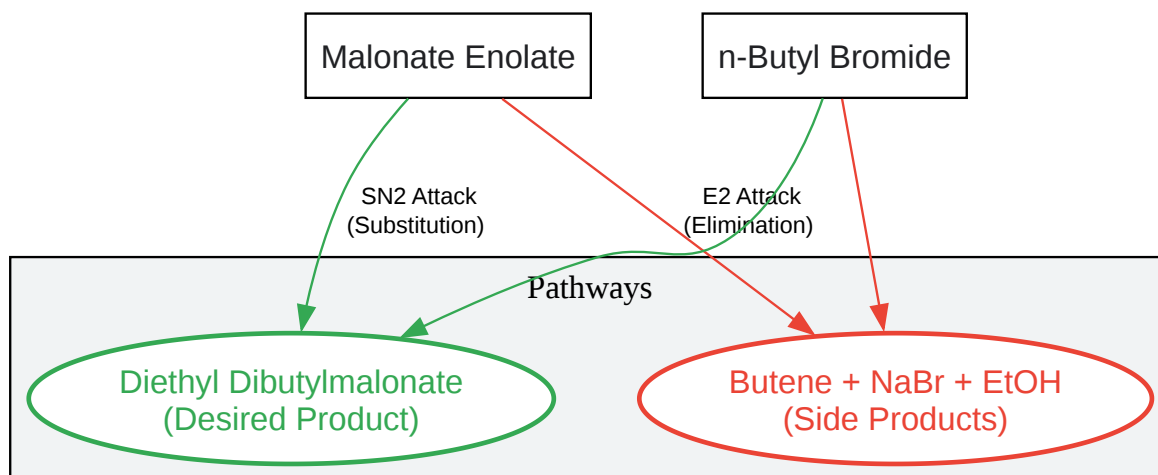 Malonate Enolate
n-Butyl Bromide
SN2 Attack
(Substitution)
E2 Attack
(Elimination)
Pathways
Diethyl Dibutylmalonate
(Desired Product)
Butene + NaBr + EtOH
(Side Products)